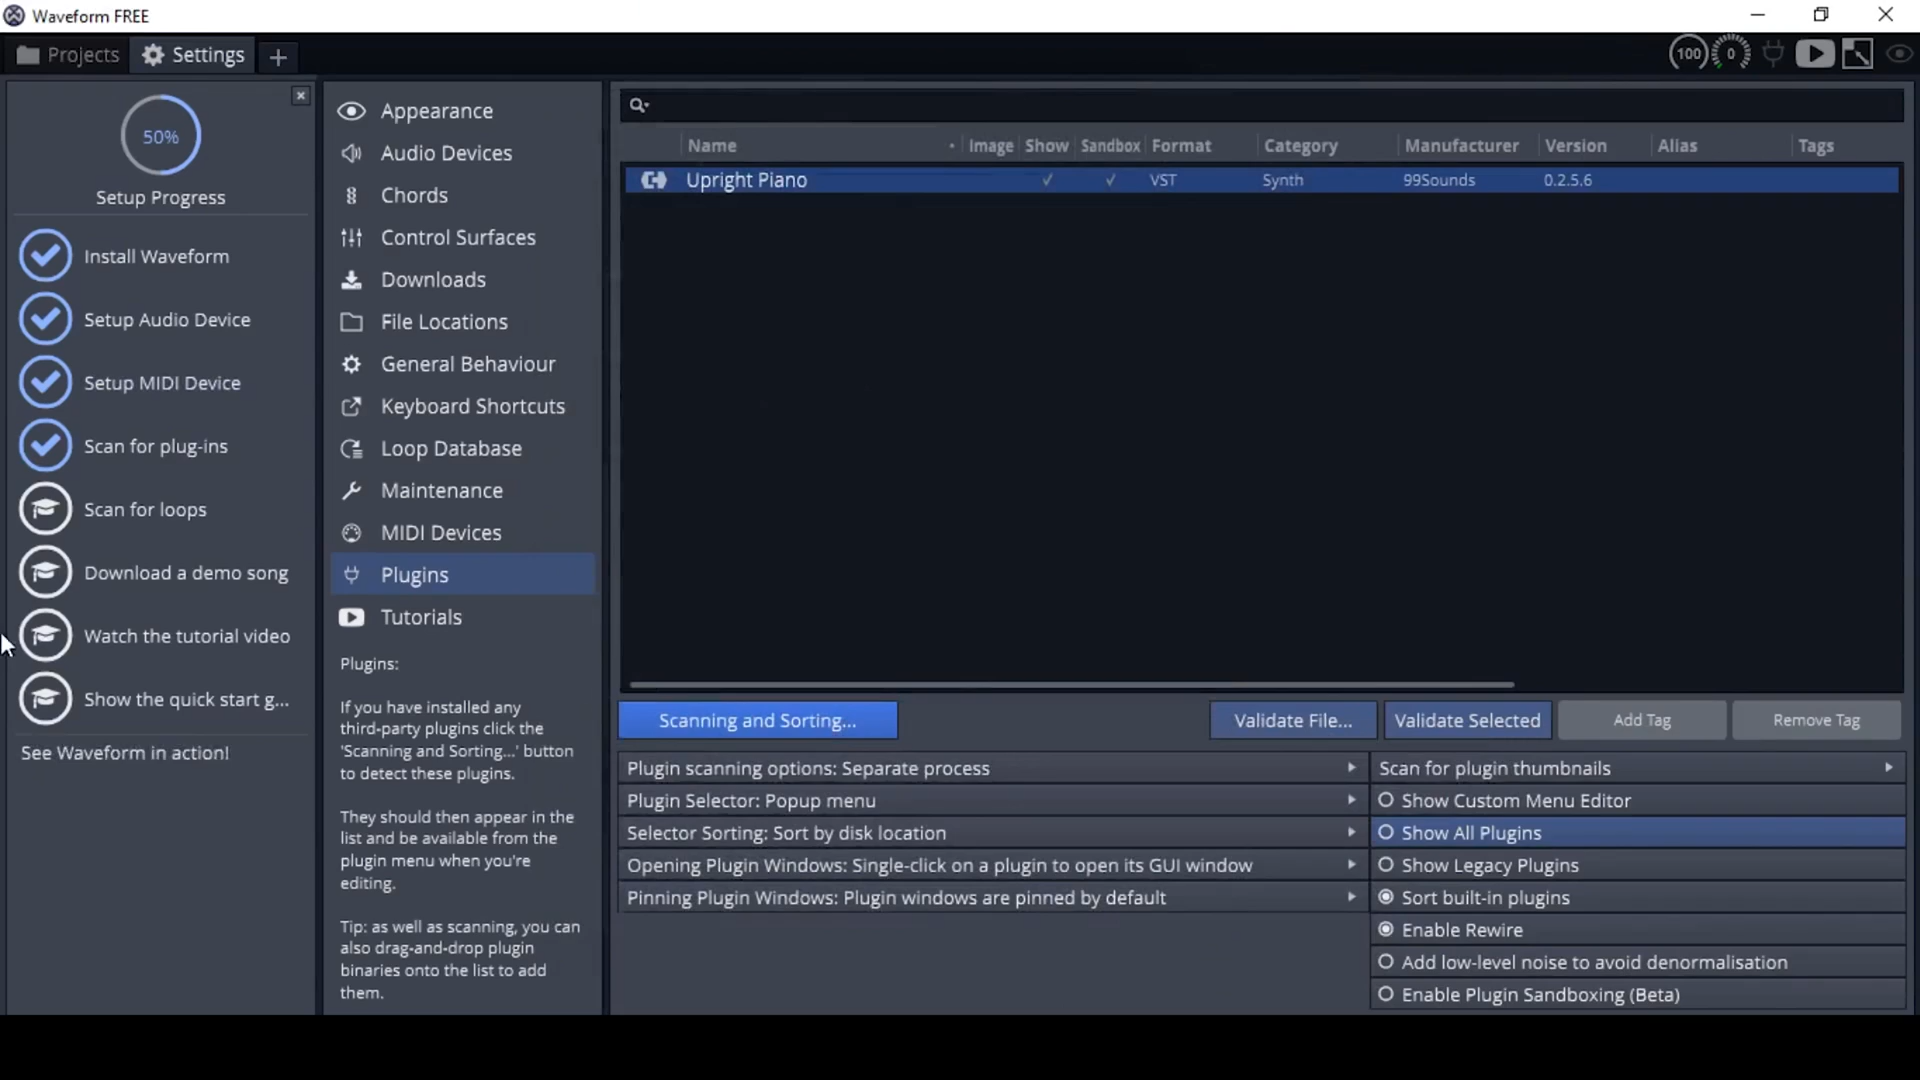 Waveform FREE
Projects
Settings
+
100
0
50%
Setup Progress
Install Waveform
Setup Audio Device
Setup MIDI Device
Scan for plug-ins
Scan for loops
Download a demo song
Watch the tutorial video
Show the quick start g...
See Waveform in action!
Appearance
Audio Devices
Chords
Control Surfaces
Downloads
File Locations
General Behaviour
Keyboard Shortcuts
Loop Database
Maintenance
MIDI Devices
Plugins
Tutorials
Plugins:
If you have installed any
third-party plugins click the
'Scanning and Sorting...' button
to detect these plugins.
They should then appear in the
list and be available from the
plugin menu when you're
editing.
Tip: as well as scanning, you can
also drag-and-drop plugin
binaries onto the list to add
them.
Name Image Show Sandbox Format Category Manufacturer Version Alias Tags
Upright Piano ✓ ✓ VST Synth 99Sounds 0.2.5.6
Scanning and Sorting... Validate File... Validate Selected Add Tag Remove Tag
Plugin scanning options: Separate process
Plugin Selector: Popup menu
Selector Sorting: Sort by disk location
Opening Plugin Windows: Single-click on a plugin to open its GUI window
Pinning Plugin Windows: Plugin windows are pinned by default
Scan for plugin thumbnails
Show Custom Menu Editor
Show All Plugins
Show Legacy Plugins
Sort built-in plugins
Enable Rewire
Add low-level noise to avoid denormalisation
Enable Plugin Sandboxing (Beta)